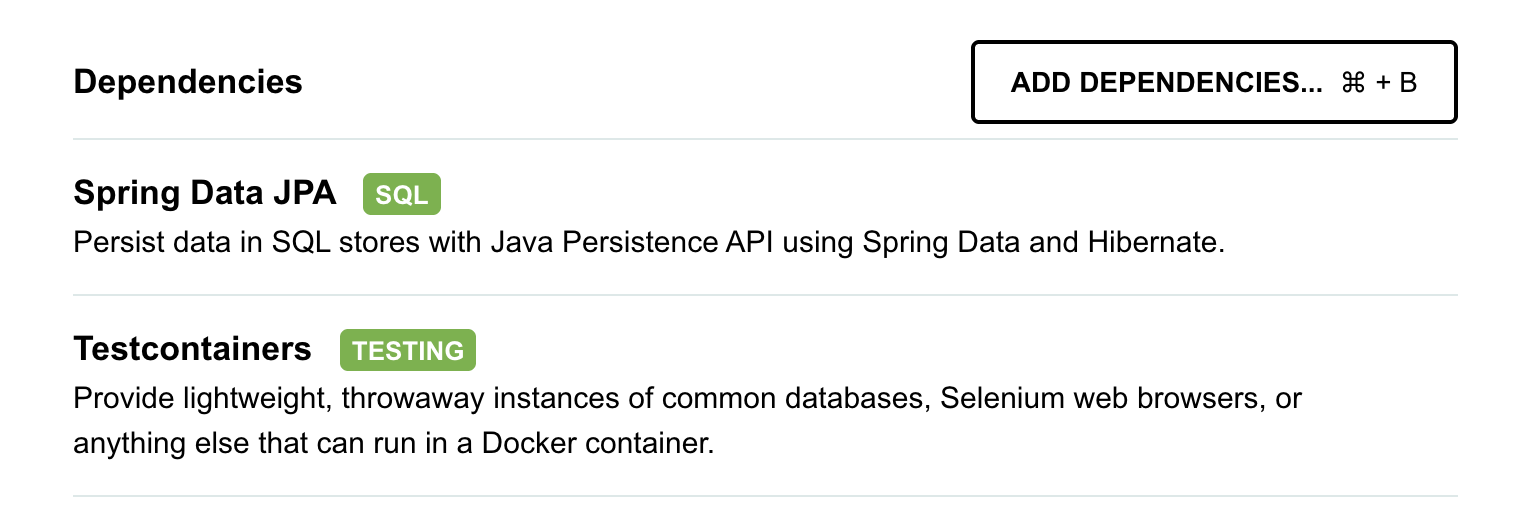 Dependencies
ADD DEPENDENCIES... ⌘ + B
Spring Data JPA SQL
Persist data in SQL stores with Java Persistence API using Spring Data and Hibernate.
Testcontainers TESTING
Provide lightweight, throwaway instances of common databases, Selenium web browsers, or
anything else that can run in a Docker container.